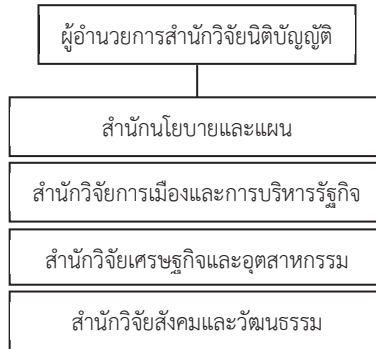 ผู้อำนวยการสำนักวิจัยนิติบัญญัติ
สำนักนโยบายและแผน
สำนักวิจัยการเมืองและการบริหารรัฐกิจ
สำนักวิจัยเศรษฐกิจและอุตสาหกรรม
สำนักวิจัยสังคมและวัฒนธรรม